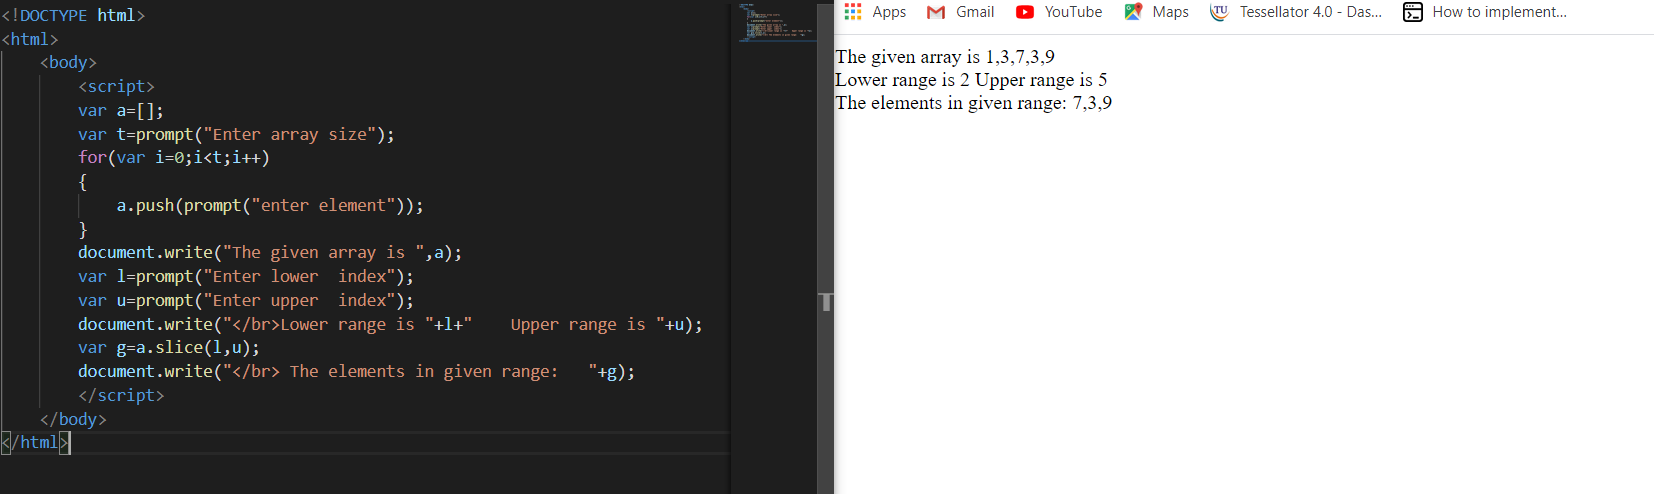 <!DOCTYPE html>
<html>
<body>
<script>
var a=[];
var t=prompt("Enter array size");
for(var i=0;i<t;i++)
{
a.push(prompt("enter element"));
}
document.write("The given array is ",a);
var l=prompt("Enter lower  index");
var u=prompt("Enter upper  index");
document.write("</br>Lower range is "+l+"    Upper range is "+u);
var g=a.slice(l,u);
document.write("</br> The elements in given range:   "+g);
</script>
</body>
</html>
T
Apps Gmail YouTube Maps TU Tessellator 4.0 - Das... How to implement...
The given array is 1,3,7,3,9
Lower range is 2 Upper range is 5
The elements in given range: 7,3,9